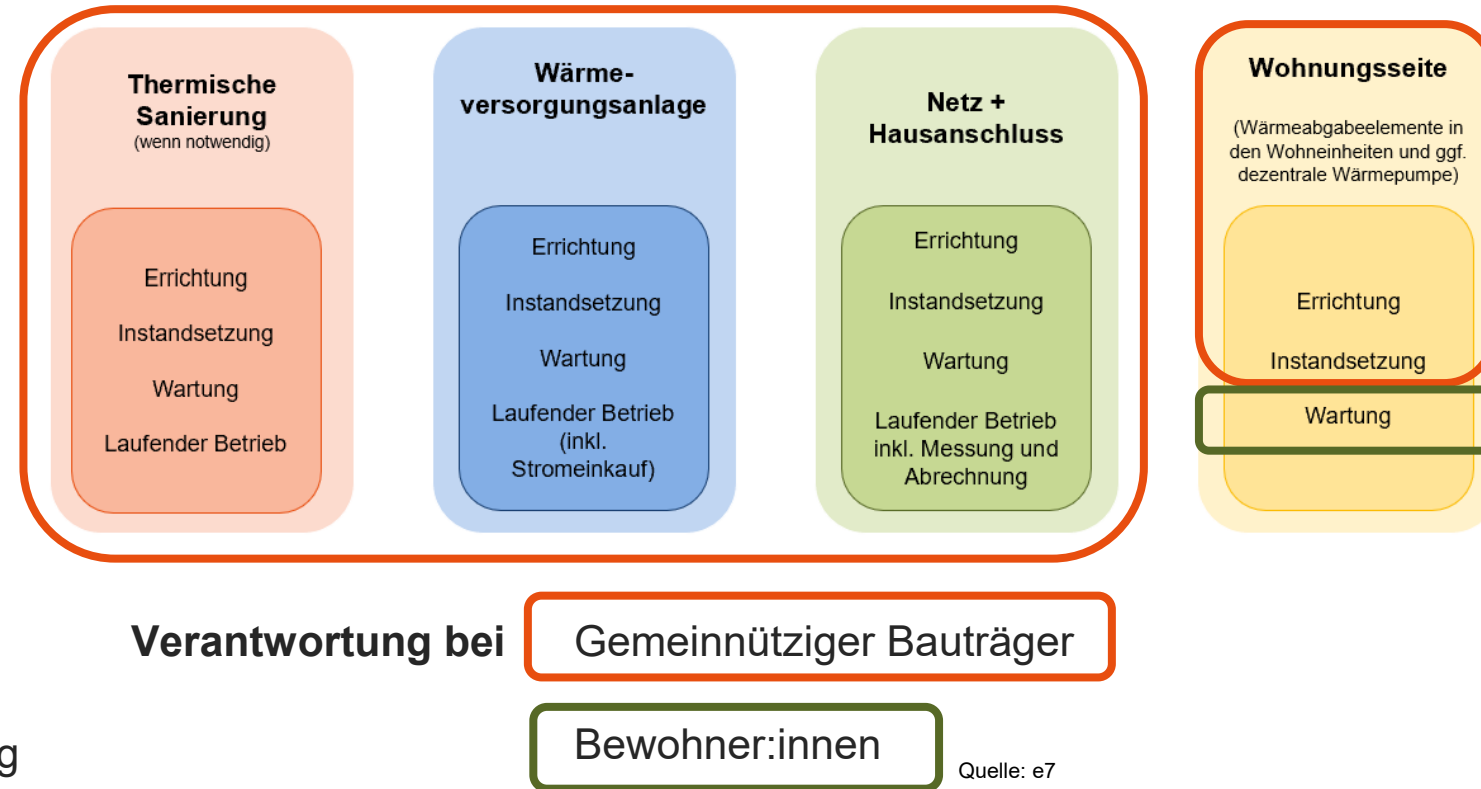 Thermische
Sanierung
(wenn notwendig)
Errichtung
Instandsetzung
Wartung
Laufender Betrieb
Wärme-
versorgungsanlage
Errichtung
Instandsetzung
Wartung
Laufender Betrieb
(inkl.
Stromeinkauf)
Netz +
Hausanschluss
Errichtung
Instandsetzung
Wartung
Laufender Betrieb
inkl. Messung und
Abrechnung
Wohnungsseite
(Wärmeabgabeelemente in
den Wohneinheiten und ggf.
dezentrale Wärmepumpe)
Errichtung
Instandsetzung
Wartung
Verantwortung bei Gemeinnütziger Bauträger
Bewohner:innen
g
Quelle: e7